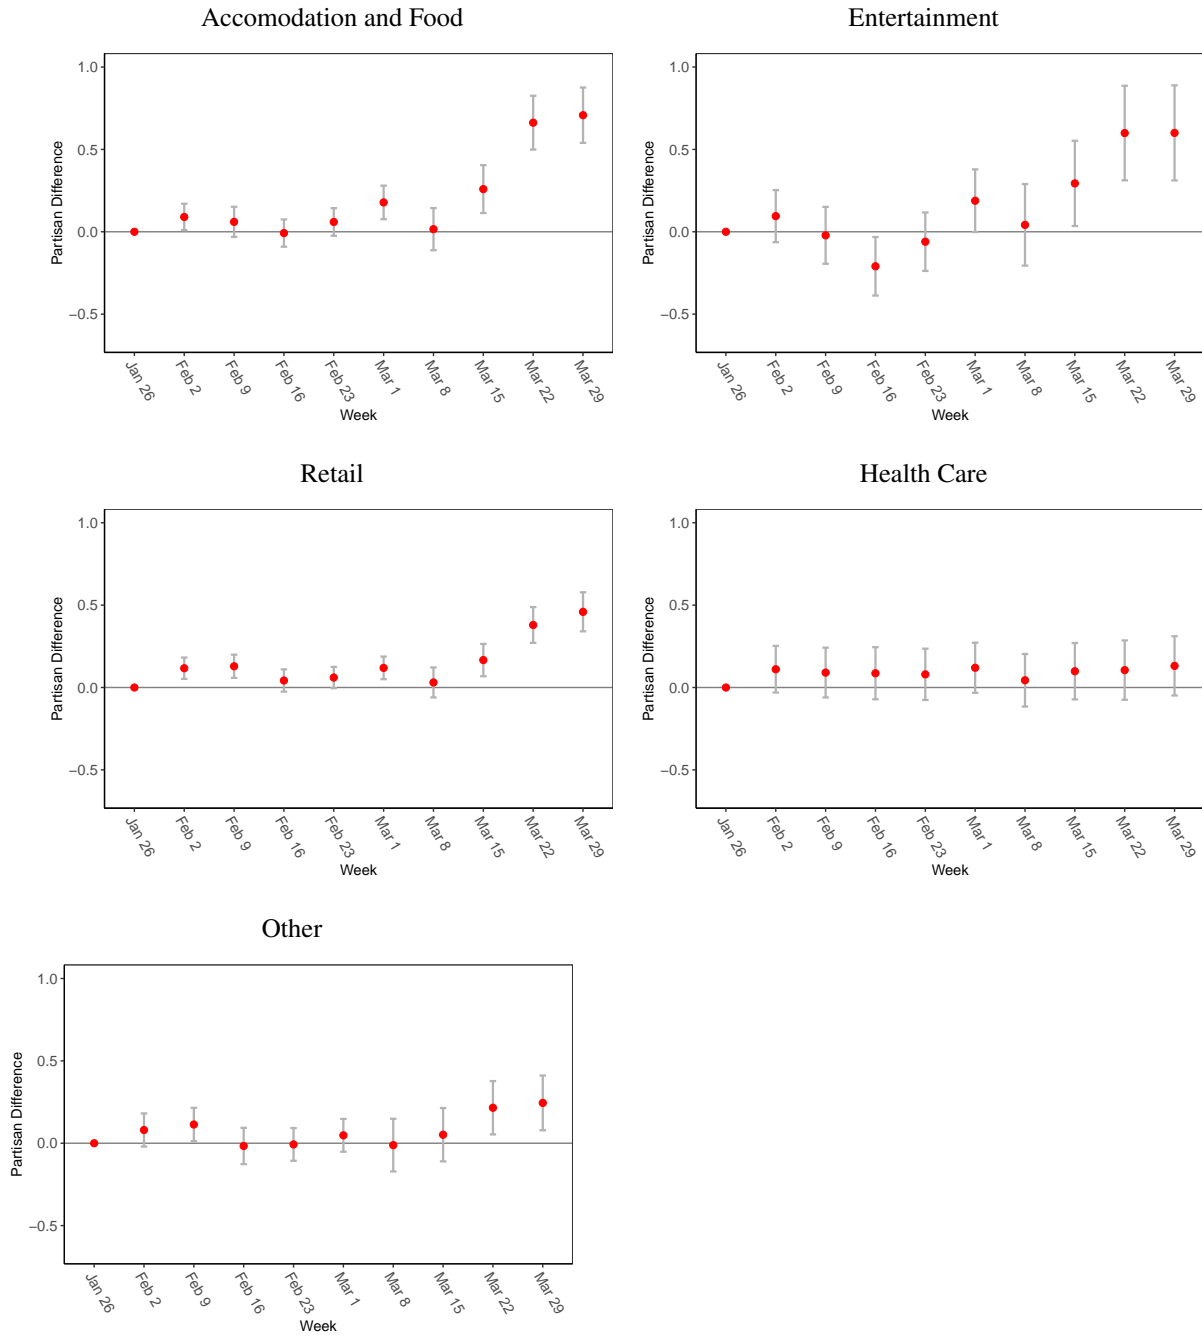 Accomodation and Food
1.0
0.5
0.0
−0.5
Partisan Difference
Jan 26
Feb 2
Feb 9
Feb 16
Feb 23
Mar 1
Mar 8
Mar 15
Mar 22
Mar 29
Week
Entertainment
1.0
0.5
0.0
−0.5
Partisan Difference
Jan 26
Feb 2
Feb 9
Feb 16
Feb 23
Mar 1
Mar 8
Mar 15
Mar 22
Mar 29
Week
Retail
1.0
0.5
0.0
−0.5
Partisan Difference
Jan 26
Feb 2
Feb 9
Feb 16
Feb 23
Mar 1
Mar 8
Mar 15
Mar 22
Mar 29
Week
Health Care
1.0
0.5
0.0
−0.5
Partisan Difference
Jan 26
Feb 2
Feb 9
Feb 16
Feb 23
Mar 1
Mar 8
Mar 15
Mar 22
Mar 29
Week
Other
1.0
0.5
0.0
−0.5
Partisan Difference
Jan 26
Feb 2
Feb 9
Feb 16
Feb 23
Mar 1
Mar 8
Mar 15
Mar 22
Mar 29
Week